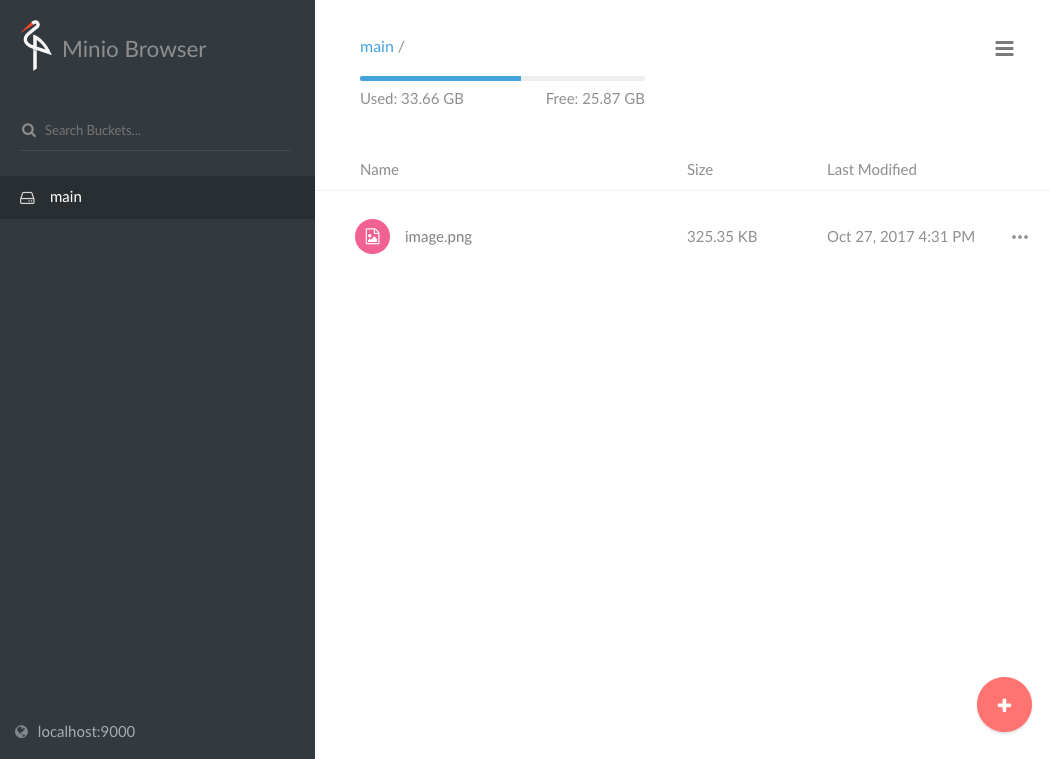 Minio Browser
Search Buckets...
main
localhost:9000
main /
Used: 33.66 GB Free: 25.87 GB
Name Size Last Modified
image.png 325.35 KB Oct 27, 2017 4:31 PM